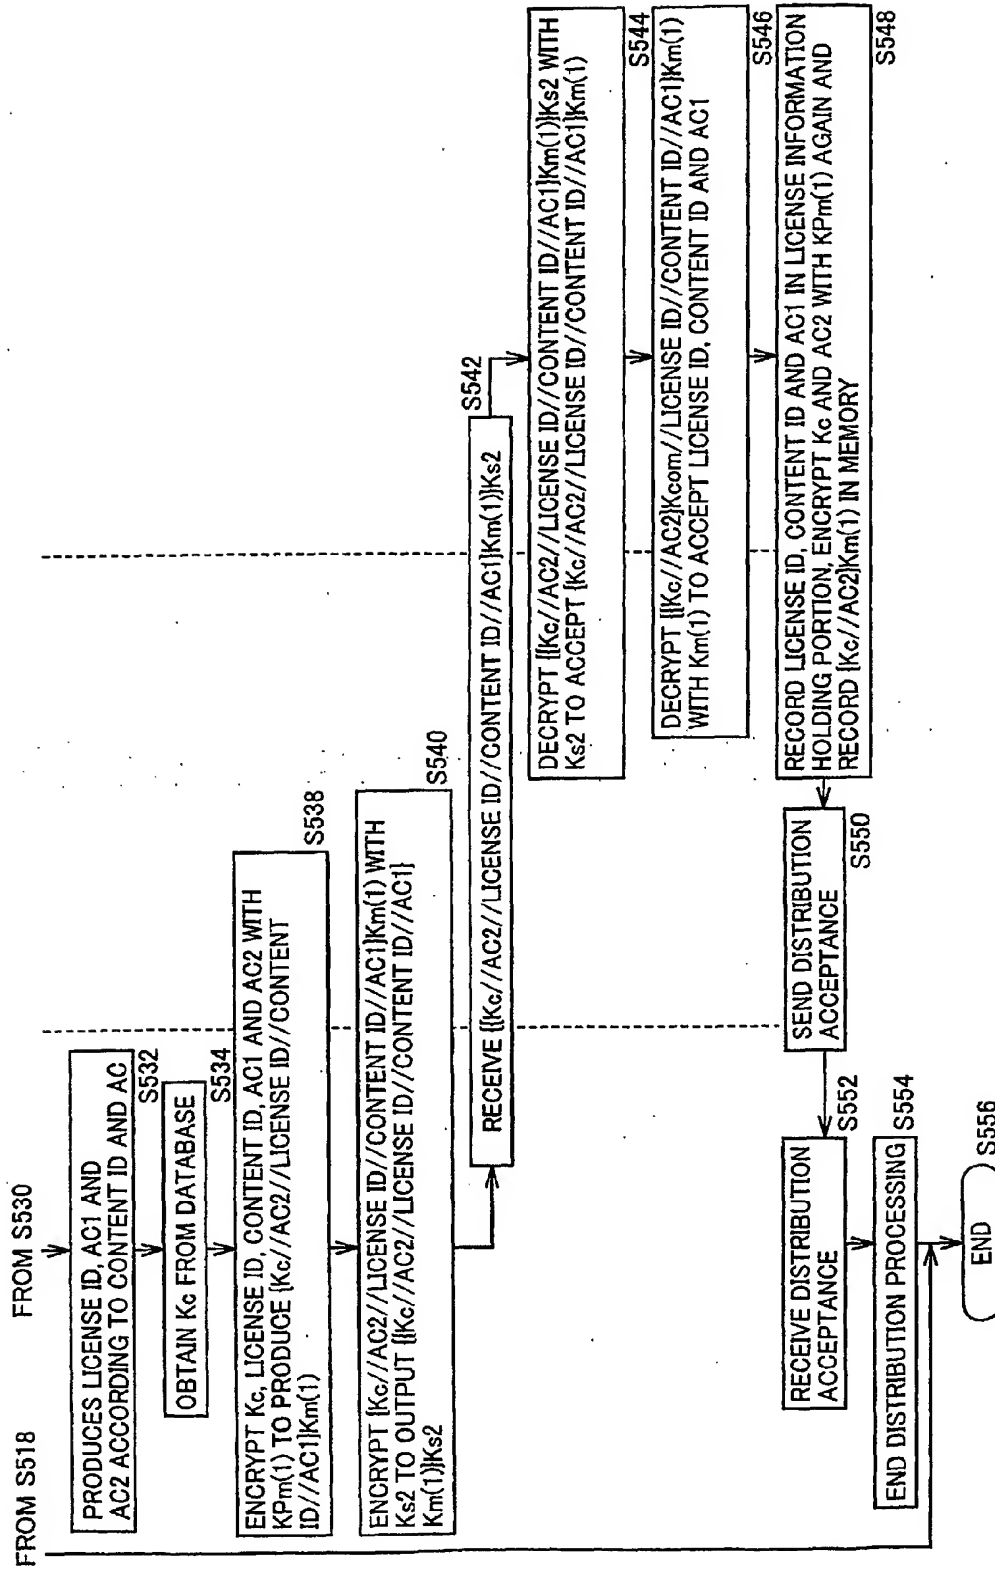 FROM S518
FROM S530
PRODUCES LICENSE ID, AC1 AND
AC2 ACCORDING TO CONTENT ID AND AC
S532
OBTAIN Kc FROM DATABASE
S534
ENCRYPT Kc, LICENSE ID, CONTENT ID, AC1 AND AC2 WITH
KPm(1) TO PRODUCE {Kc//AC2//LICENSE ID//CONTENT
ID//AC1}Km(1)
S538
ENCRYPT {Kc//AC2//LICENSE ID//CONTENT ID//AC1}Km(1) WITH
Ks2 TO OUTPUT {{Kc//AC2//LICENSE ID//CONTENT ID//AC1}
Km(1)}Ks2
S540
RECEIVE {{Kc//AC2//LICENSE ID//CONTENT ID//AC1}Km(1)}Ks2
S542
DECRYPT {{Kc//AC2//LICENSE ID//CONTENT ID//AC1}Km(1)}Ks2 WITH
Ks2 TO ACCEPT {Kc//AC2//LICENSE ID//CONTENT ID//AC1}Km(1)
S544
DECRYPT {{Kc//AC2}Kcom//LICENSE ID//CONTENT ID//AC1}Km(1)
WITH Km(1) TO ACCEPT LICENSE ID, CONTENT ID AND AC1
S546
RECORD LICENSE ID, CONTENT ID AND AC1 IN LICENSE INFORMATION
HOLDING PORTION, ENCRYPT Kc AND AC2 WITH KPm(1) AGAIN AND
RECORD {Kc//AC2}Km(1) IN MEMORY
S548
SEND DISTRIBUTION
ACCEPTANCE
S550
RECEIVE DISTRIBUTION
ACCEPTANCE
S552
END DISTRIBUTION PROCESSING
S554
END
S556